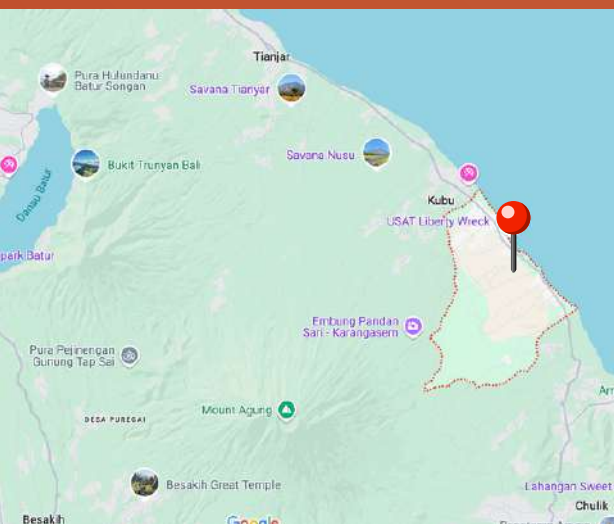 Tianjar
Pura Hulundanu
Batur Songan
Savana Tianyar
Savana Nusu
Bukit Trunyan Bali
Danau Batur
Kubu
USAT Liberty Wreck
park Batur
Embung Pandan
Sari - Karangasem
Pura Pejinengan
Gunung Tap Sai
Mount Agung
DESA PUREGAI
Besakih Great Temple
Lahangan Sweet
Chulik
Besakih
Google